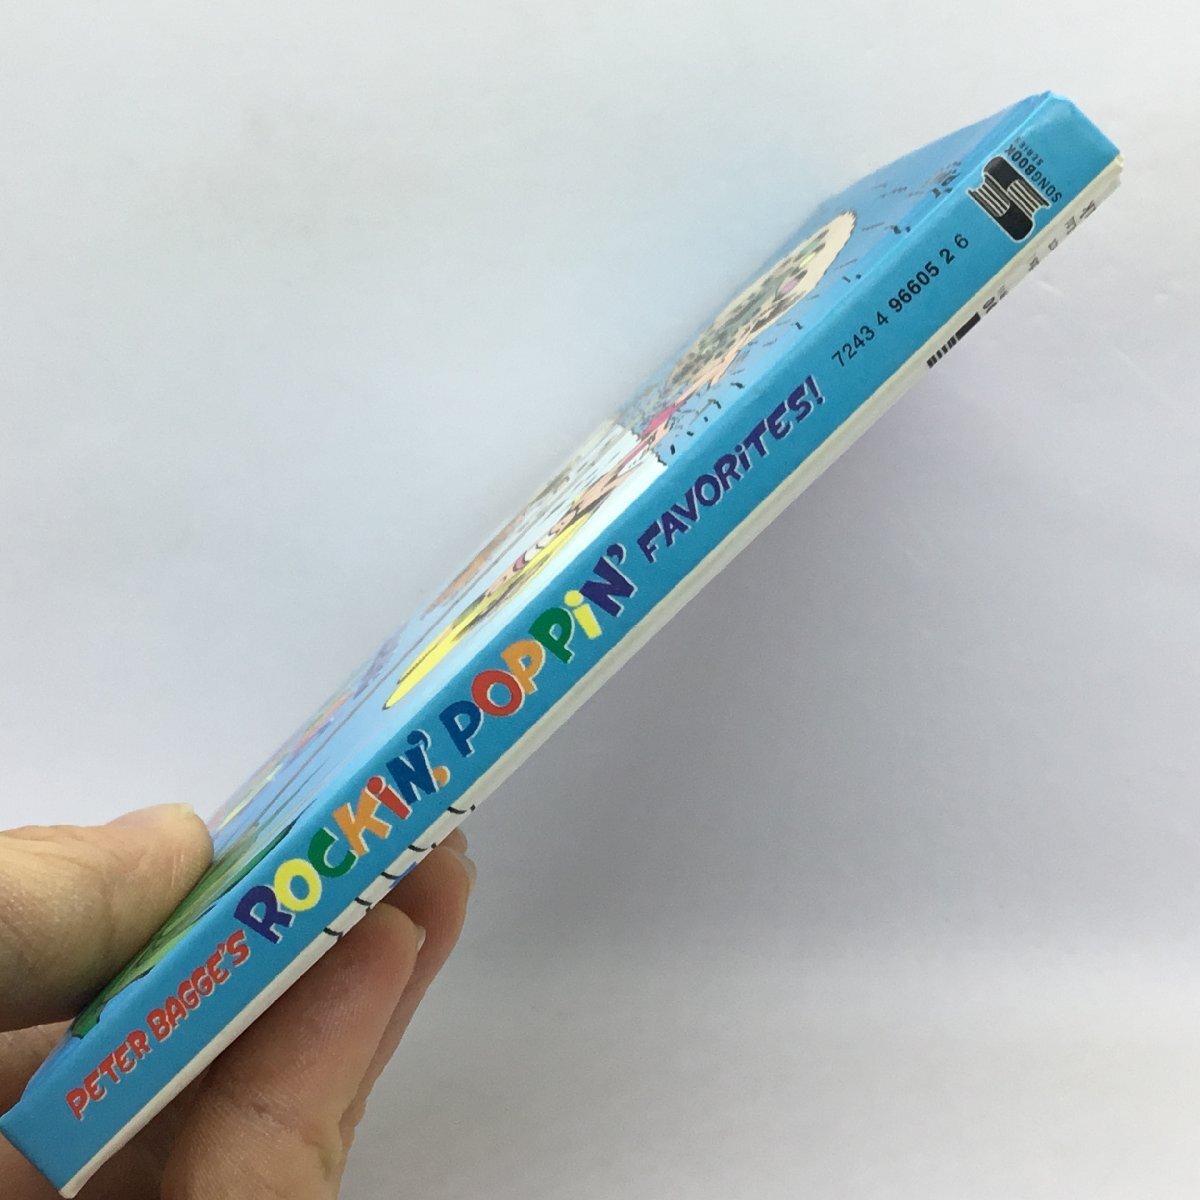 PETER BAGGE'S ROCKiN', POPPiN' FAVORiTES! 7243 4 96605 2 6
SONGBOOK
SERIES